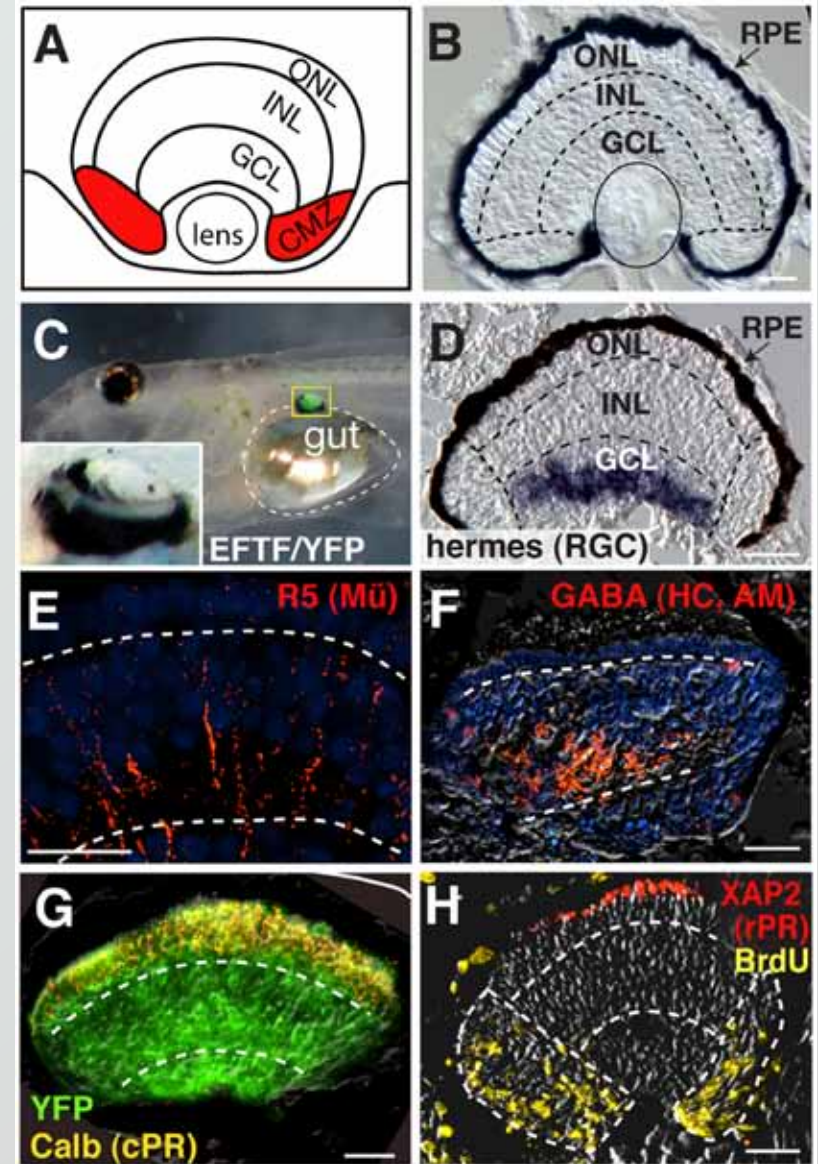 A
ONL
INL
GCL
lens
CMZ
B
RPE
ONL
INL
GCL
C
gut
EFTF/YFP
D
RPE
ONL
INL
GCL
hermes (RGC)
E
R5 (Mü)
F
GABA (HC, AM)
G
YFP
Calb (cPR)
H
XAP2
(rPR)
BrdU